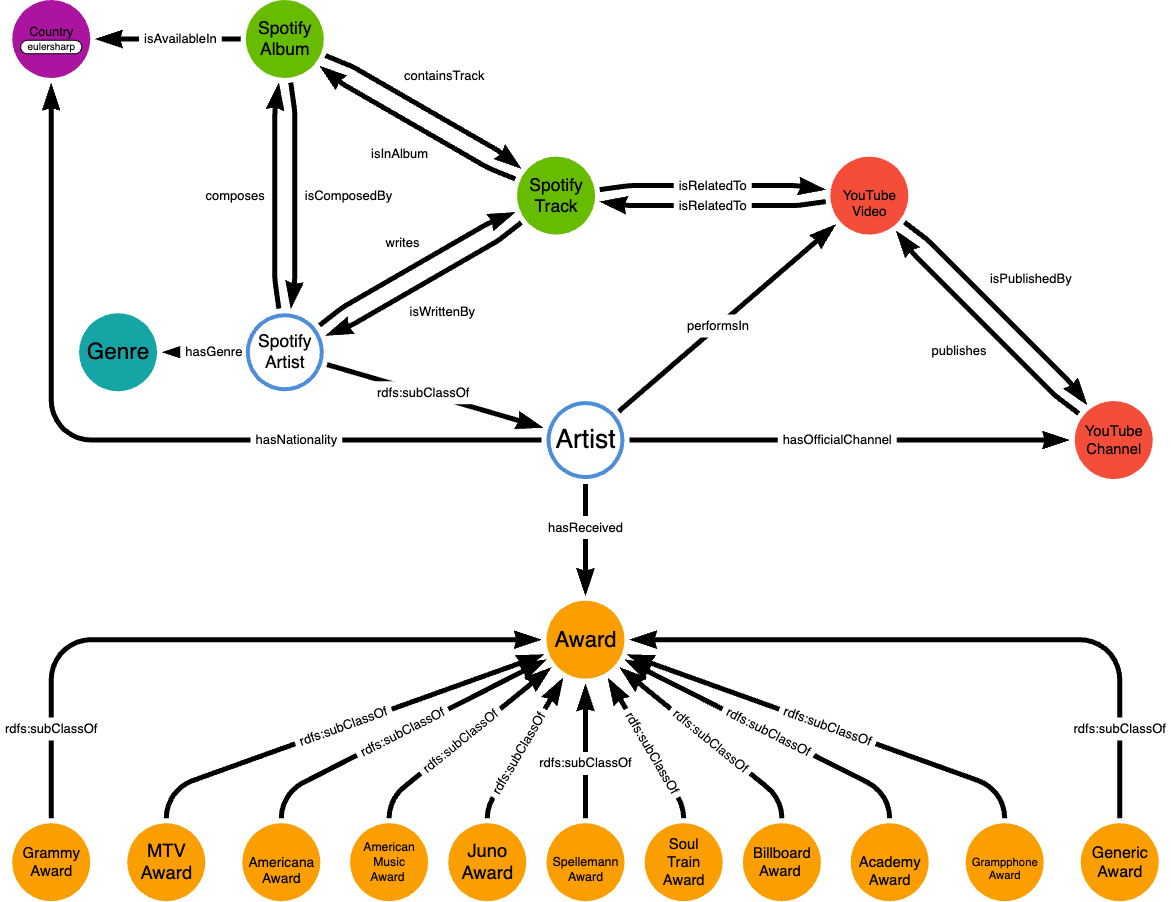 Country
eulersharp
isAvailableIn
Spotify
Album
containsTrack
isInAlbum
composes
isComposedBy
Spotify
Track
isRelatedTo
isRelatedTo
YouTube
Video
writes
isWrittenBy
isPublishedBy
publishes
performsIn
Genre
hasGenre
Spotify
Artist
rdfs:subClassOf
hasNationality
Artist
hasOfficialChannel
YouTube
Channel
hasReceived
Award
rdfs:subClassOf
rdfs:subClassOf
rdfs:subClassOf
rdfs:subClassOf
rdfs:subClassOf
rdfs:subClassOf
rdfs:subClassOf
rdfs:subClassOf
rdfs:subClassOf
rdfs:subClassOf
rdfs:subClassOf
Grammy
Award
MTV
Award
Americana
Award
American
Music
Award
Juno
Award
Spellemann
Award
Soul
Train
Award
Billboard
Award
Academy
Award
Grampphone
Award
Generic
Award